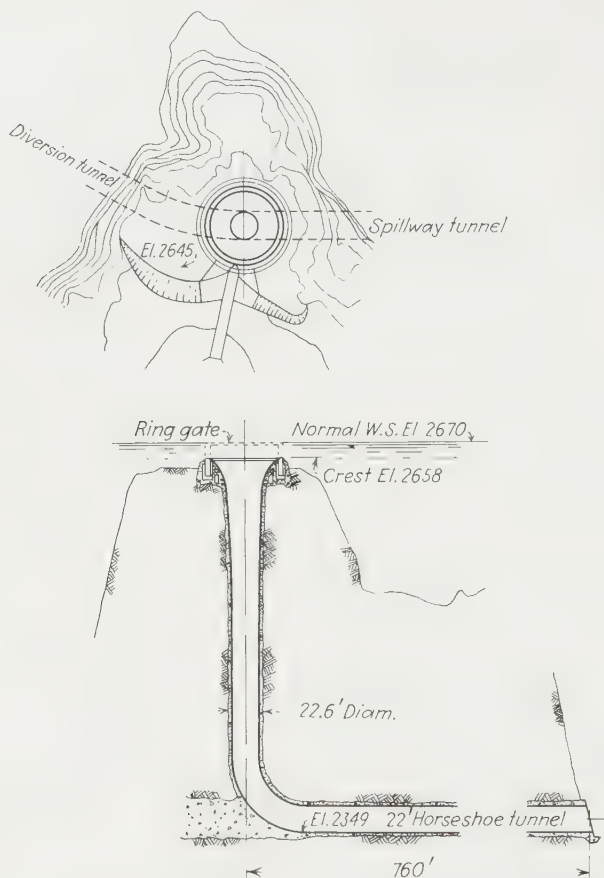 Diversion tunnel
Spillway tunnel
El.2645
Ring gate
Normal W.S. El 2670
Crest El.2658
22.6' Diam.
El.2349 22' Horseshoe tunnel
760'